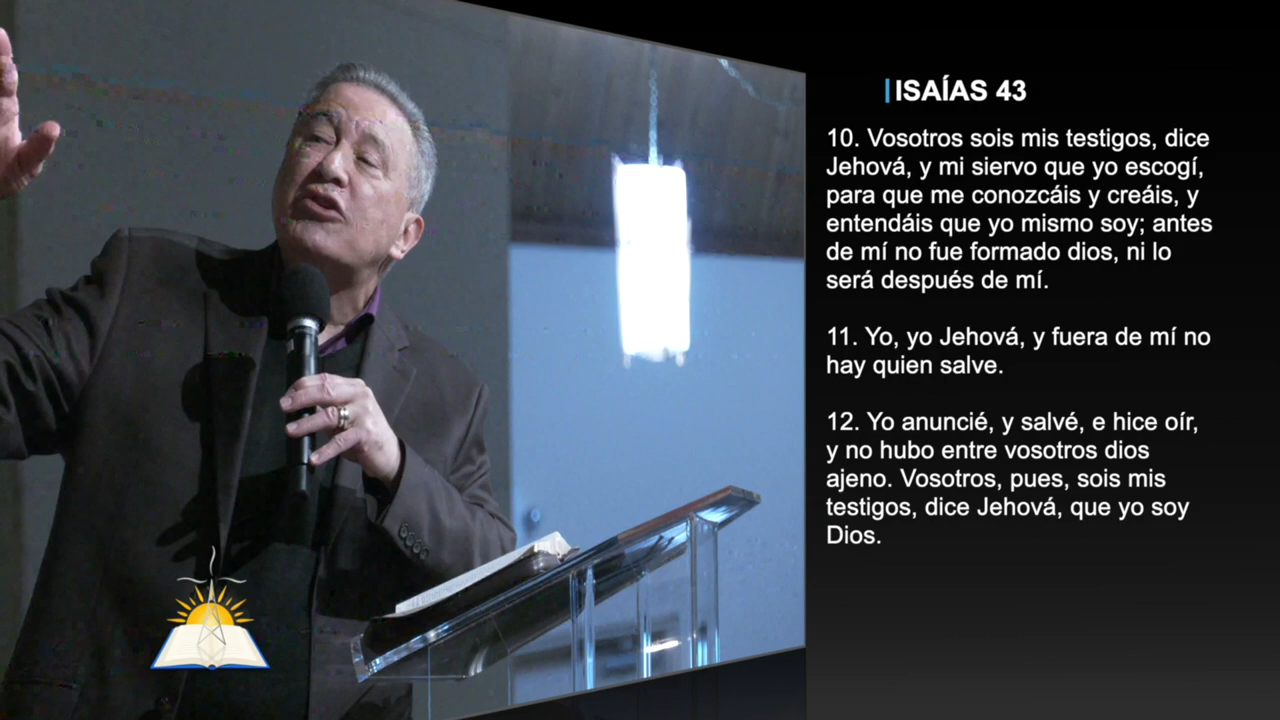 ISAÍAS 43
10. Vosotros sois mis testigos, dice
Jehová, y mi siervo que yo escogí,
para que me conozcáis y creáis, y
entendáis que yo mismo soy; antes
de mí no fue formado dios, ni lo
será después de mí.
11. Yo, yo Jehová, y fuera de mí no
hay quien salve.
12. Yo anuncié, y salvé, e hice oír,
y no hubo entre vosotros dios
ajeno. Vosotros, pues, sois mis
testigos, dice Jehová, que yo soy
Dios.